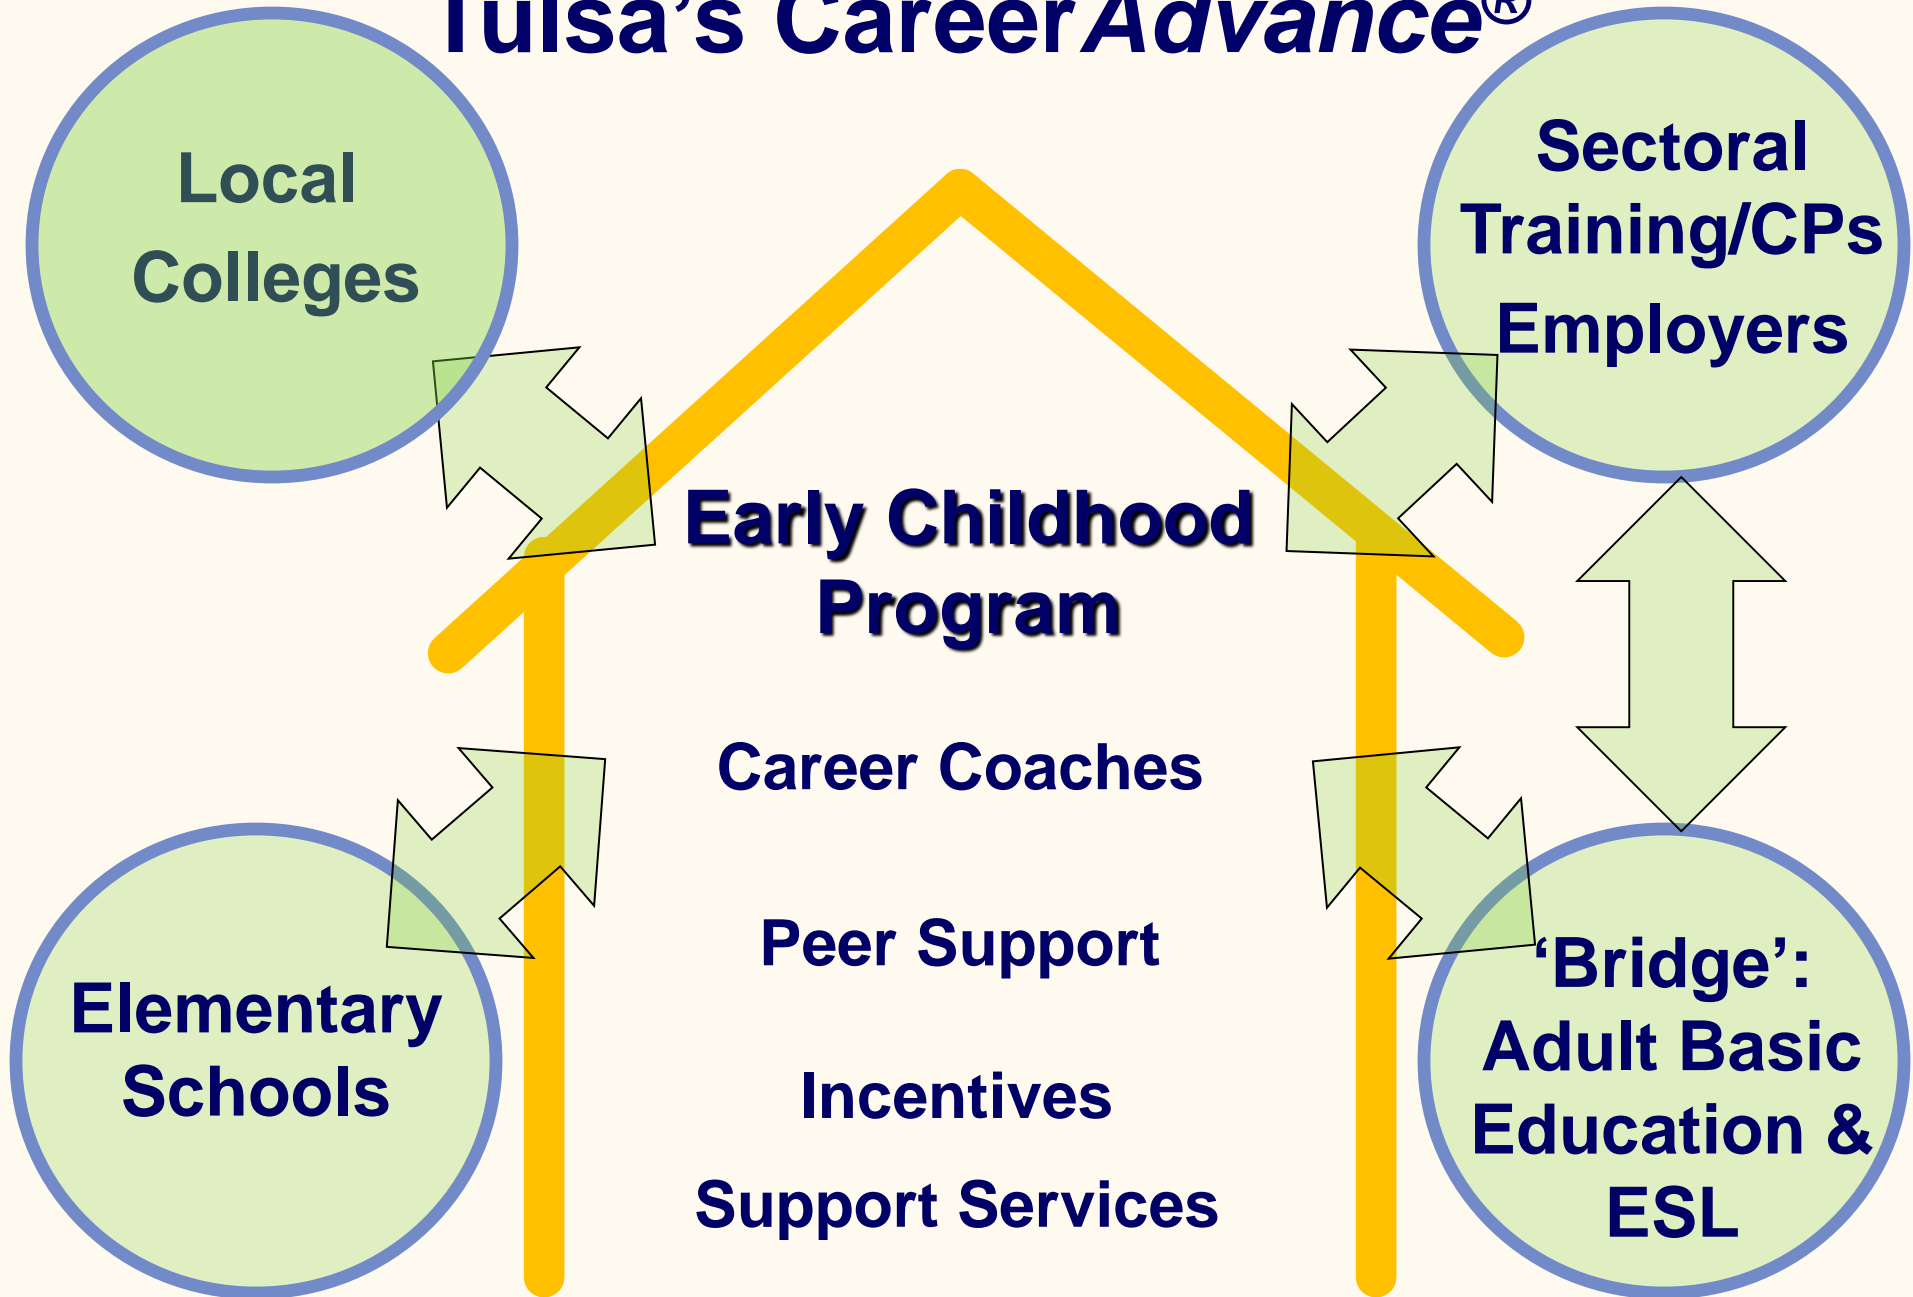 Tulsa’s CareerAdvance®
Local
Colleges
Sectoral
Training/CPs
Employers
Early Childhood
Program
Career Coaches
Peer Support
Incentives
Support Services
Elementary
Schools
‘Bridge’:
Adult Basic
Education &
ESL